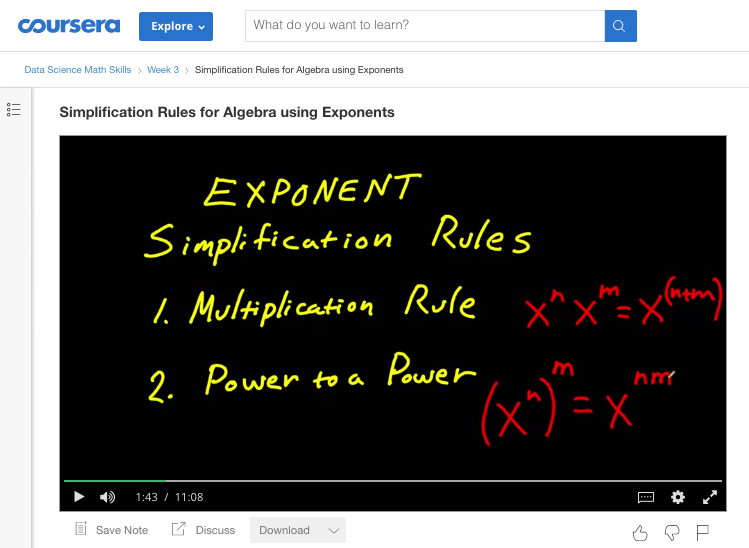 coursera Explore What do you want to learn?
Data Science Math Skills > Week 3 > Simplification Rules for Algebra using Exponents
Simplification Rules for Algebra using Exponents
EXPONENT
Simplification Rules
1. Multiplication Rule x^n x^m = x^(n+m)
2. Power to a Power (x^n)^m = x^nm
1:43 / 11:08
Save Note Discuss Download